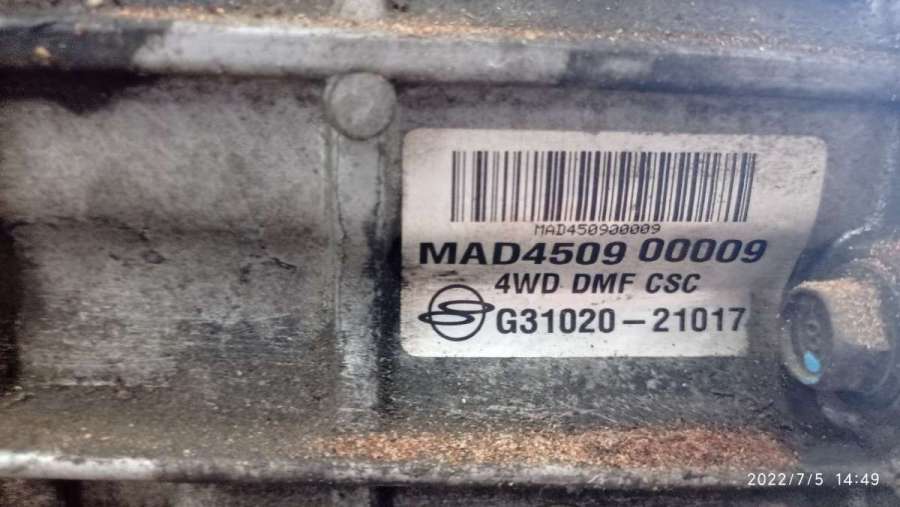 MAD450900009
MAD4509 00009
4WD DMF CSC
G31020-21017
2022/7/5 14:49